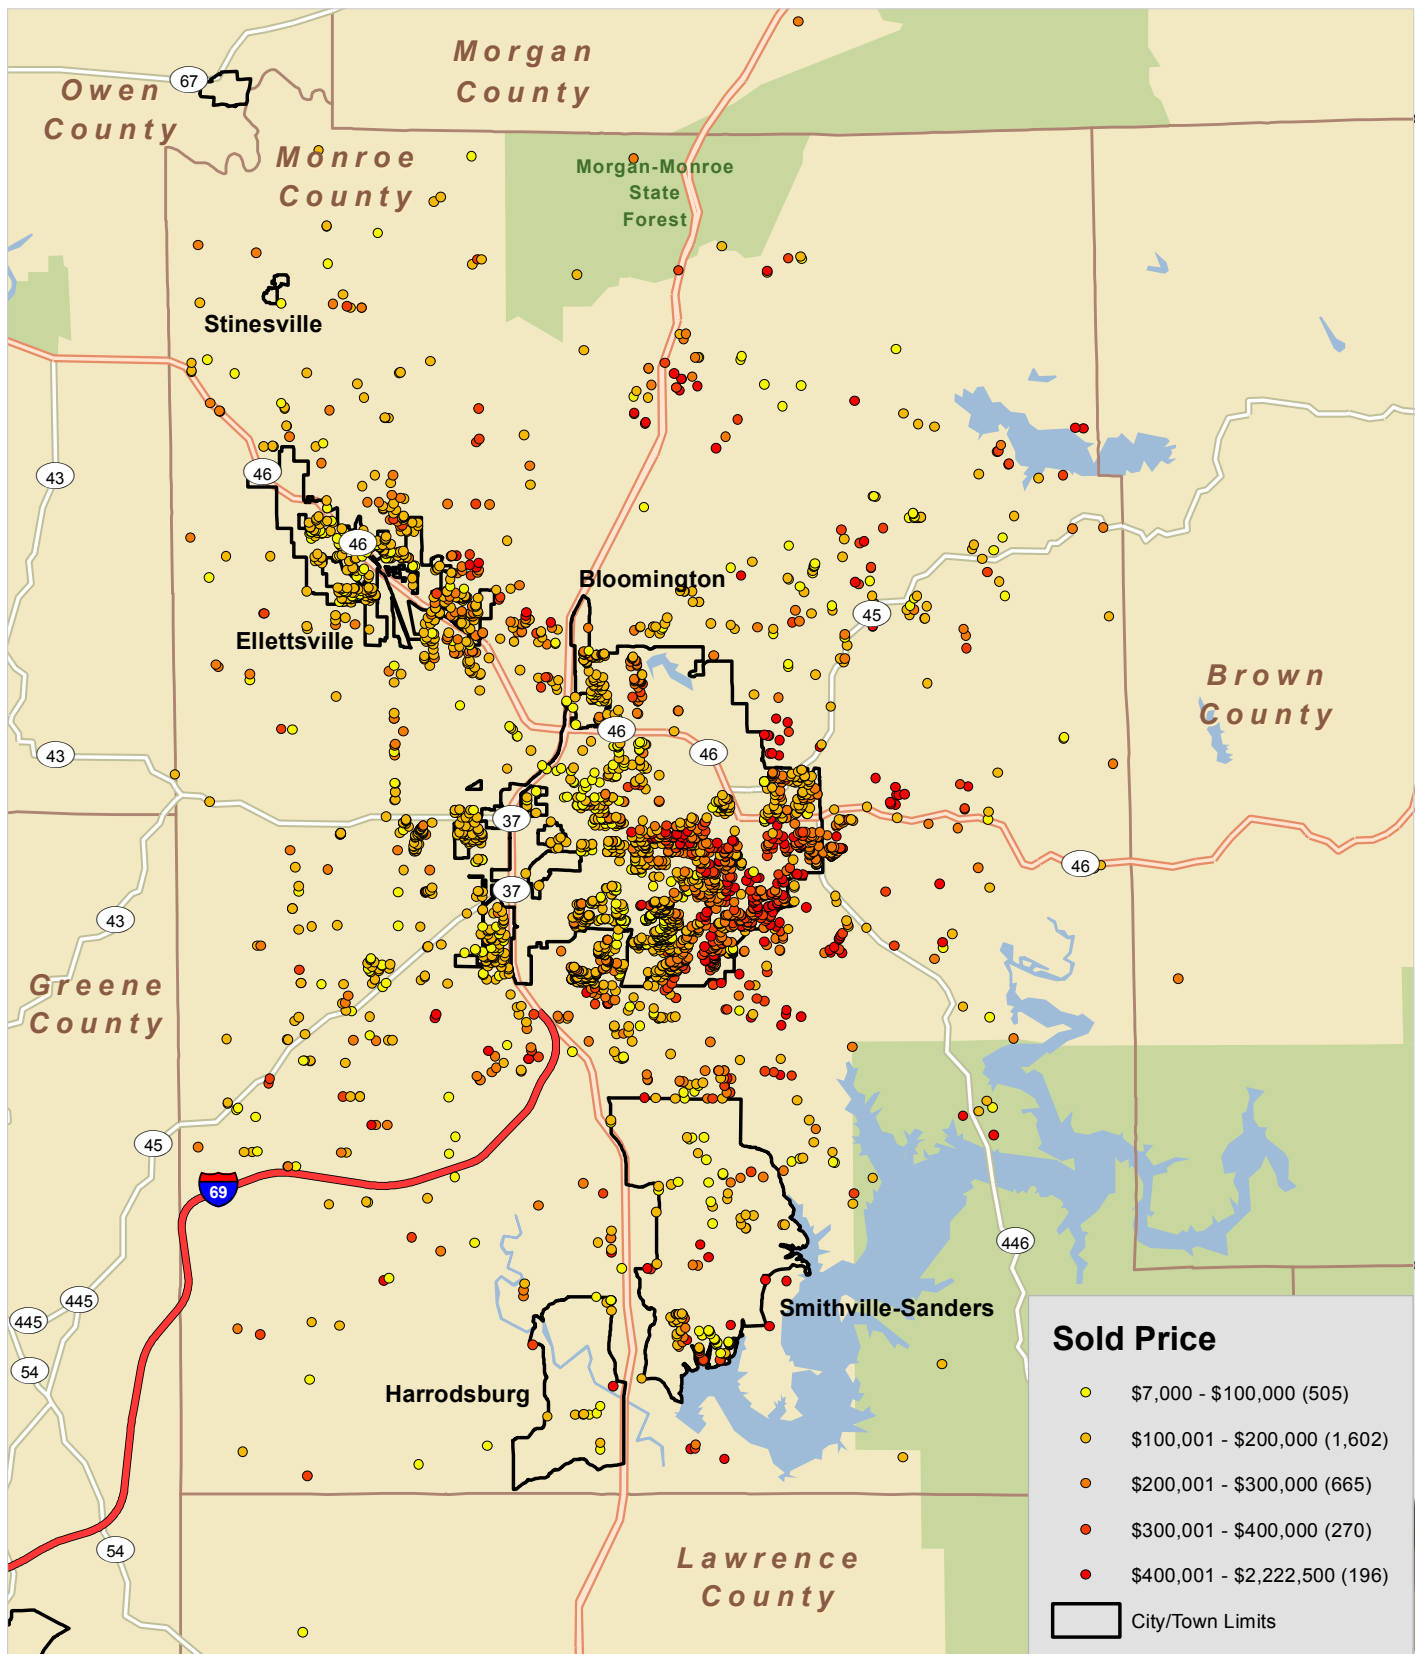 Morgan
County
67
Owen
County
Monroe
County
Morgan-Monroe
State
Forest
Stinesville
43
46
46
Bloomington
45
Ellettsville
Brown
County
46
46
43
37
46
37
43
Greene
County
45
69
446
445
Smithville-Sanders
445
54
Harrodsburg
54
Lawrence
County
Sold Price
$7,000 - $100,000 (505)
$100,001 - $200,000 (1,602)
$200,001 - $300,000 (665)
$300,001 - $400,000 (270)
$400,001 - $2,222,500 (196)
City/Town Limits